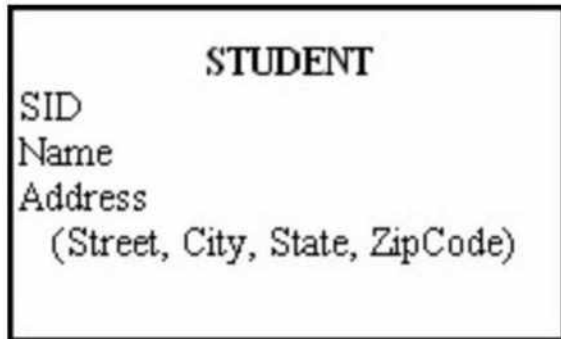 STUDENT
SID
Name
Address
(Street, City, State, ZipCode)